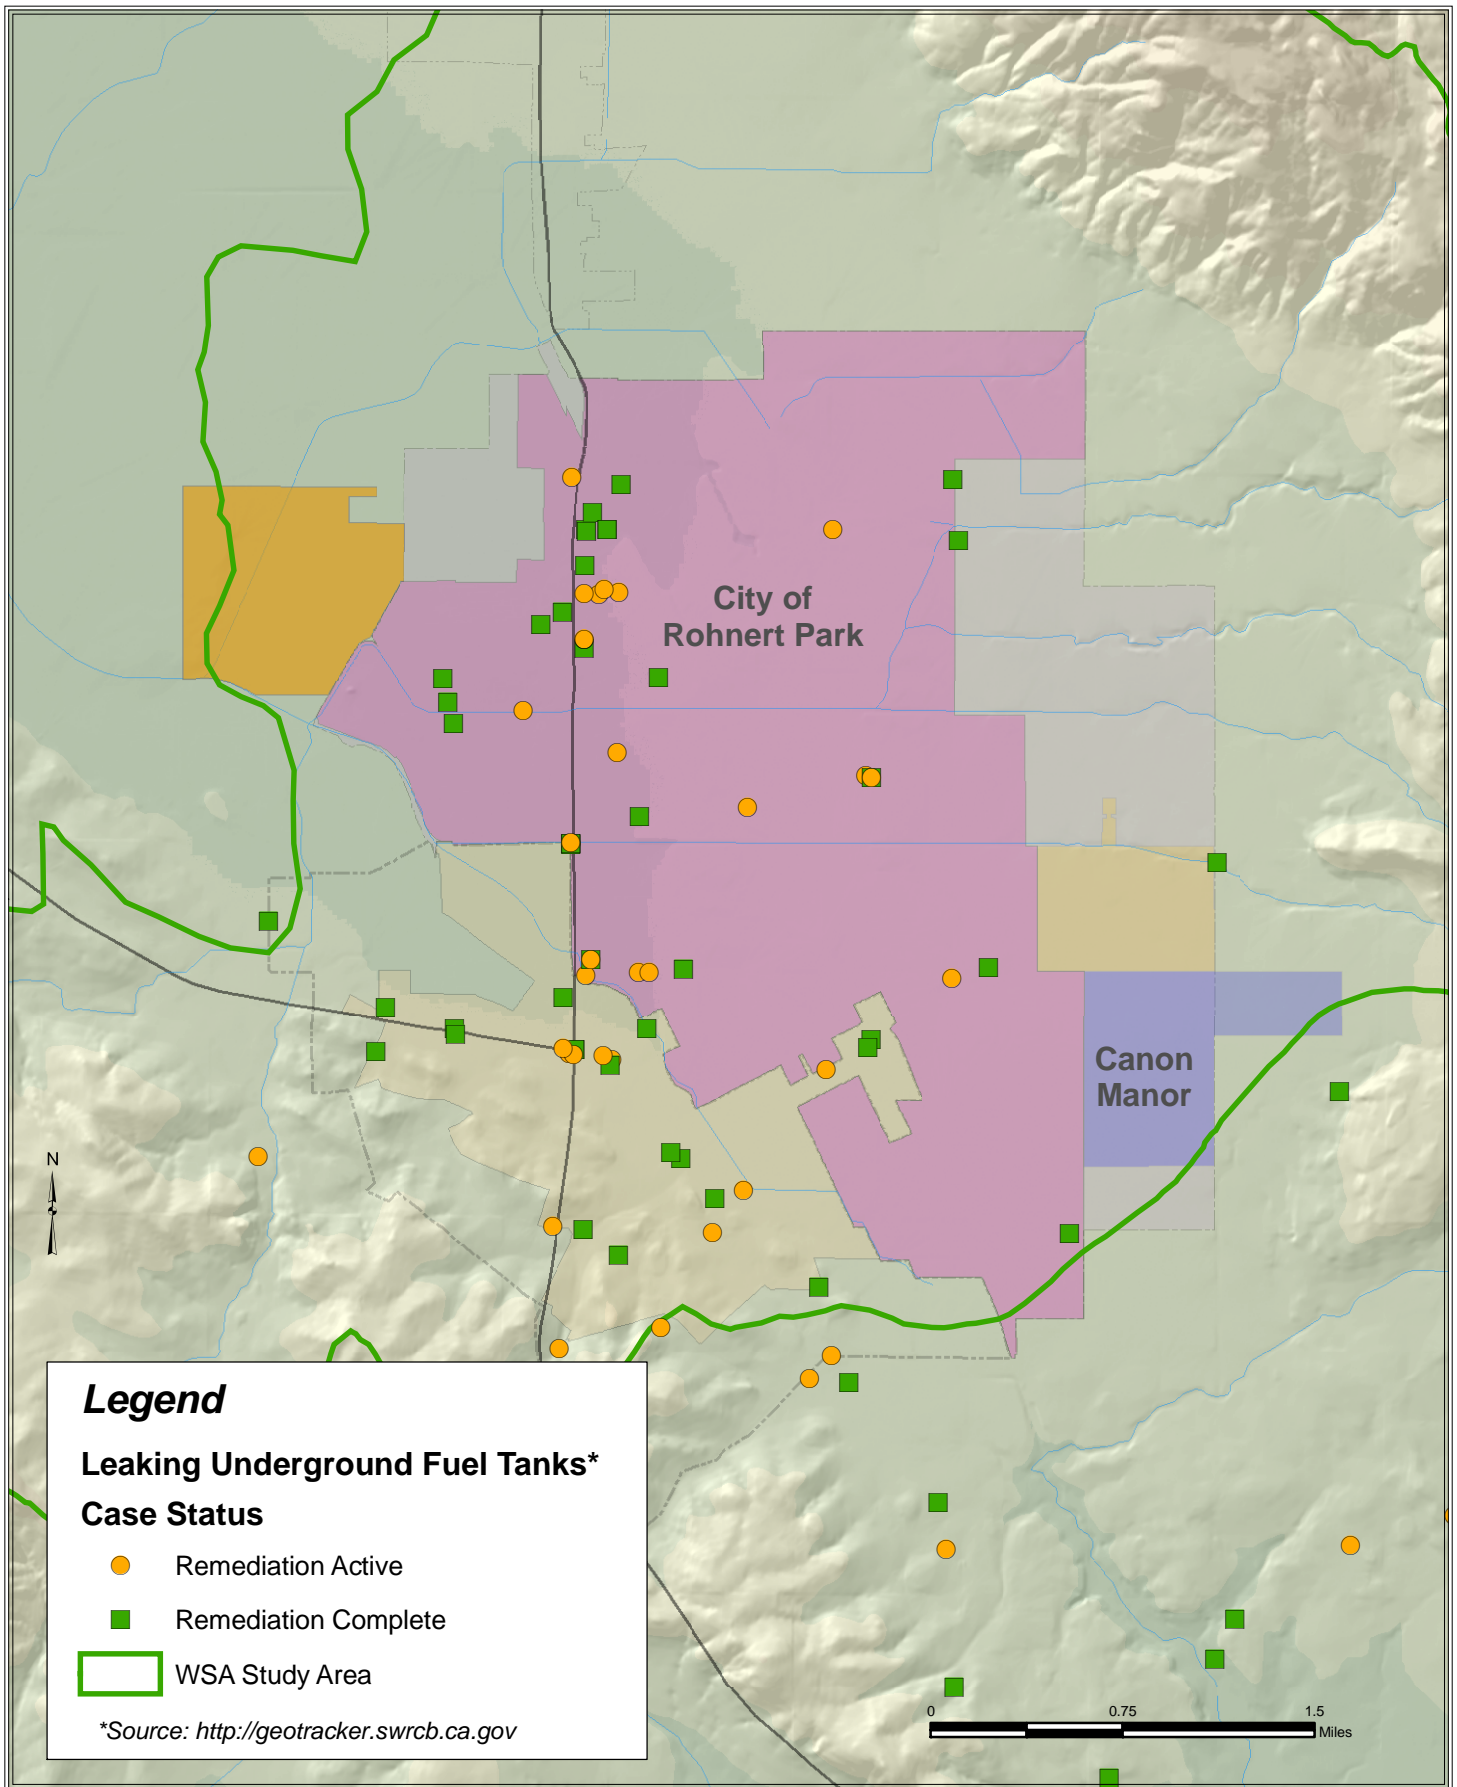 City of
Rohnert Park
Canon
Manor
N
Legend
Leaking Underground Fuel Tanks*
Case Status
Remediation Active
Remediation Complete
WSA Study Area
*Source: http://geotracker.swrcb.ca.gov
0 0.75 1.5
Miles